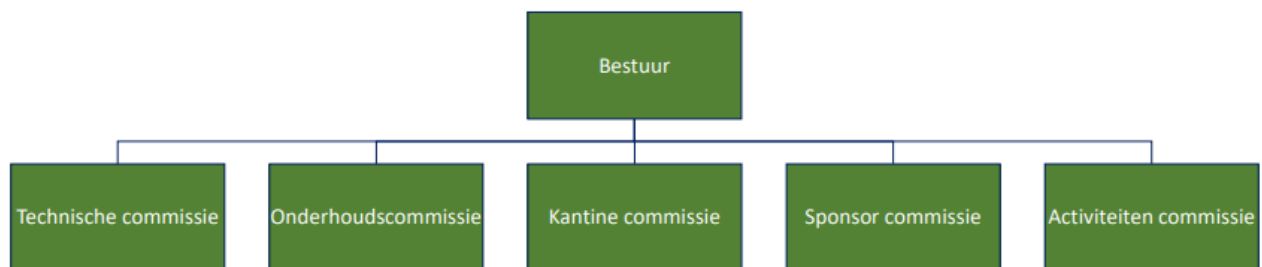 Bestuur
Technische commissie
Onderhoudscommissie
Kantine commissie
Sponsor commissie
Activiteiten commissie